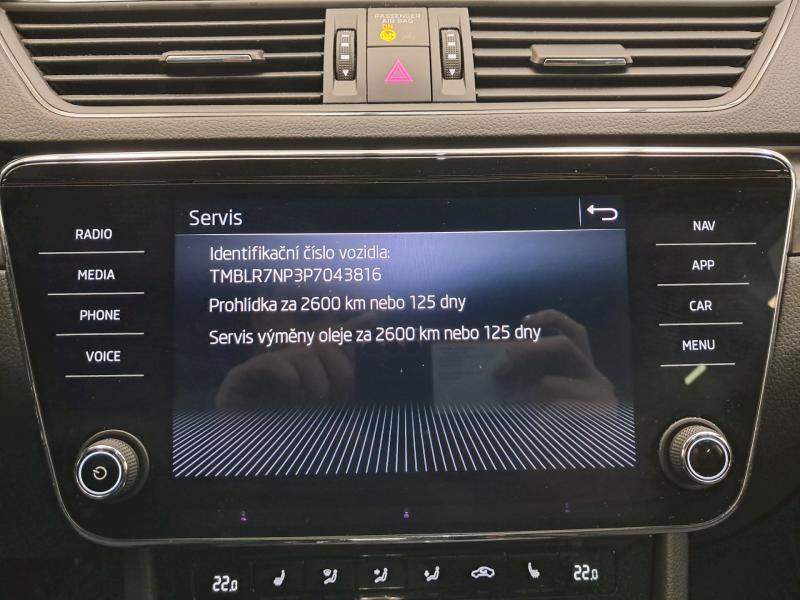 PASSENGER
AIR BAG
ON
Servis
Identifikační číslo vozidla:
TMBLR7NP3P7043816
Prohlídka za 2600 km nebo 125 dny
Servis výměny oleje za 2600 km nebo 125 dny
RADIO
MEDIA
PHONE
VOICE
NAV
APP
CAR
MENU
22.0
22.0